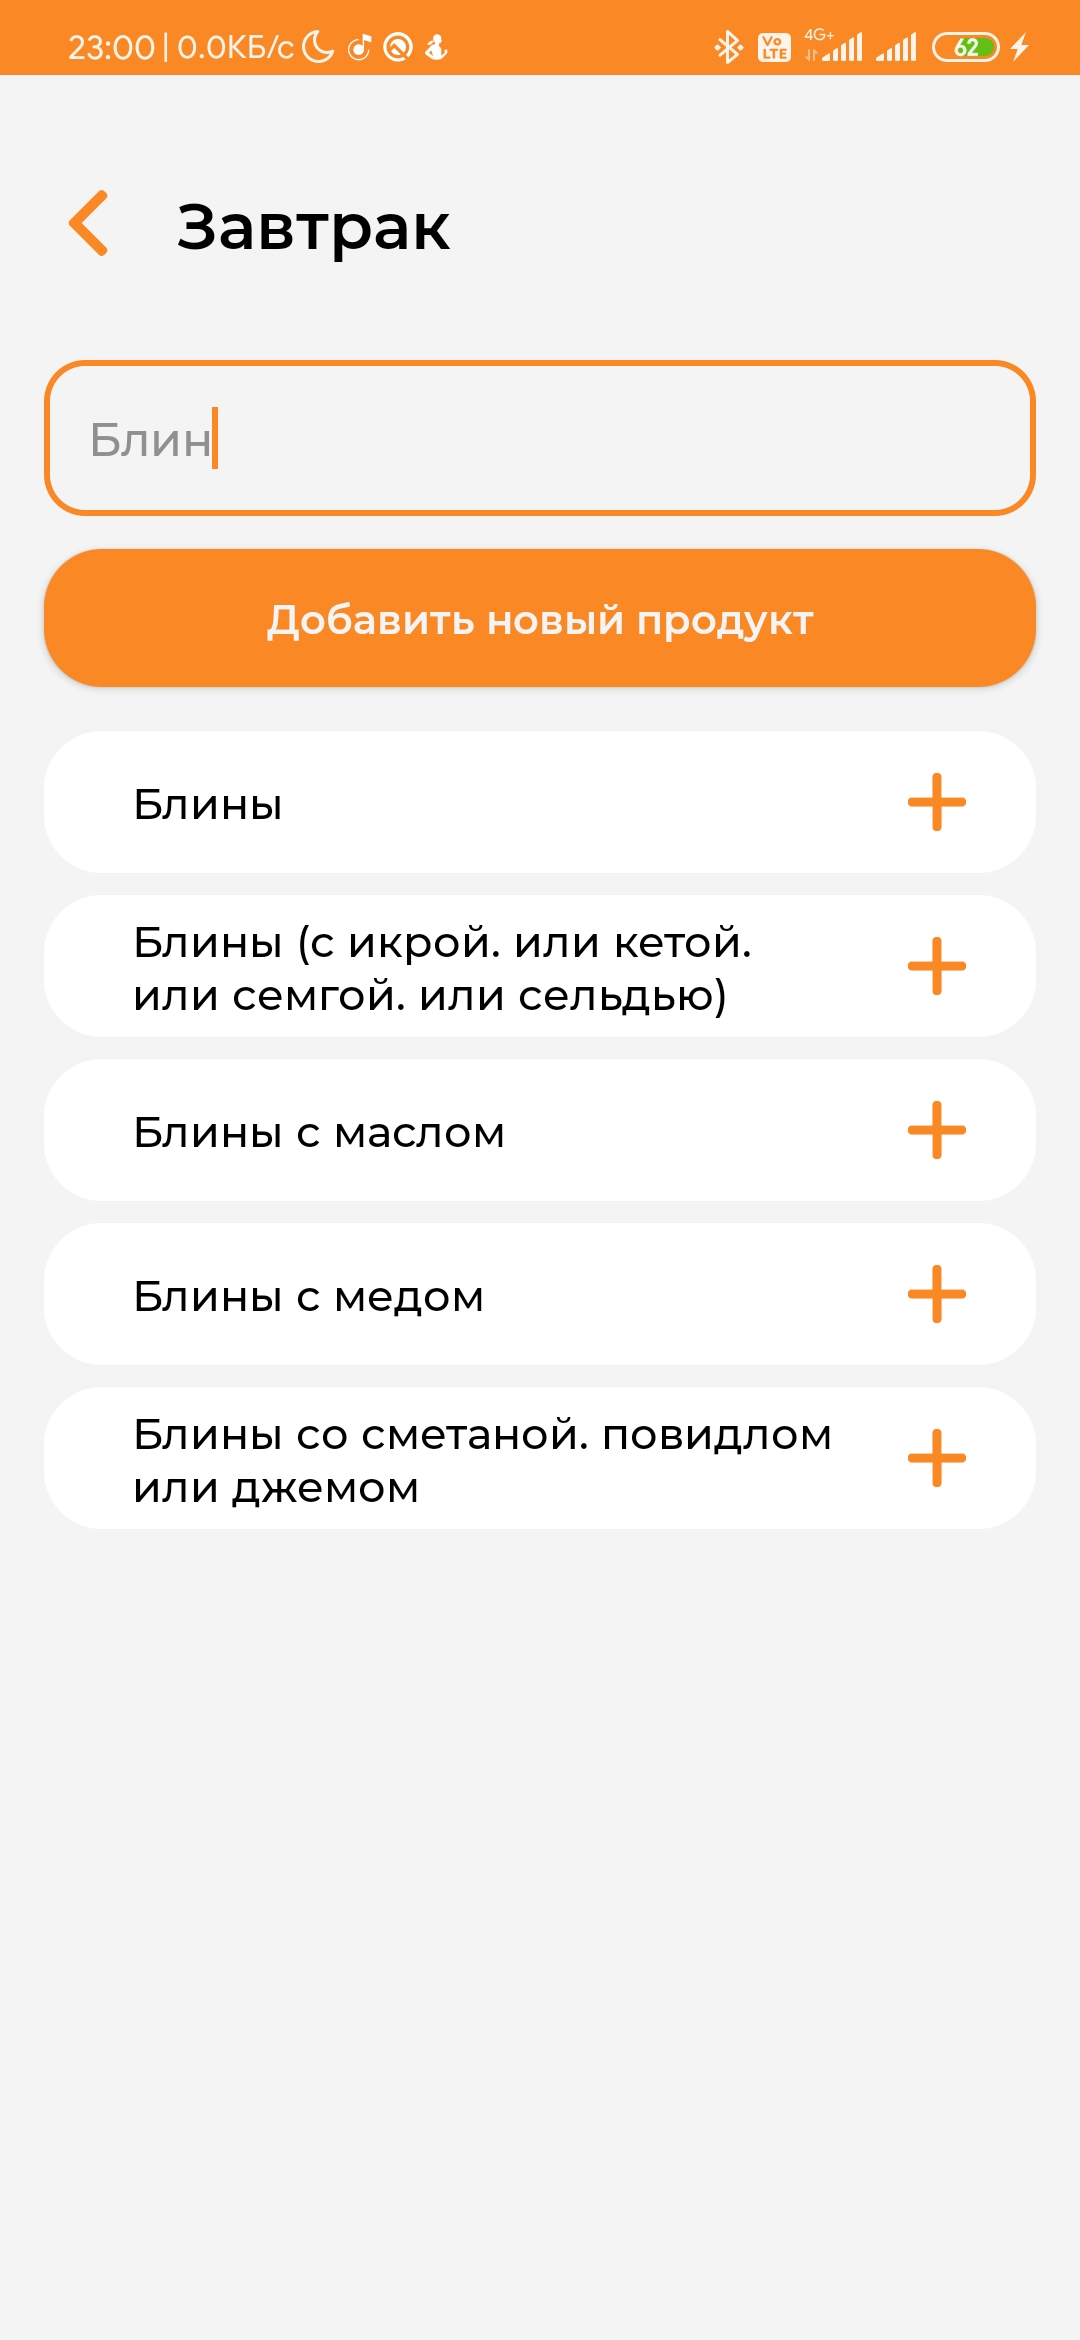 23:00 | 0.0КБ/с
Vo LTE 4G+ 62
Завтрак
Блин
Добавить новый продукт
Блины
Блины (с икрой. или кетой.
или семгой. или сельдью)
Блины с маслом
Блины с медом
Блины со сметаной. повидлом
или джемом